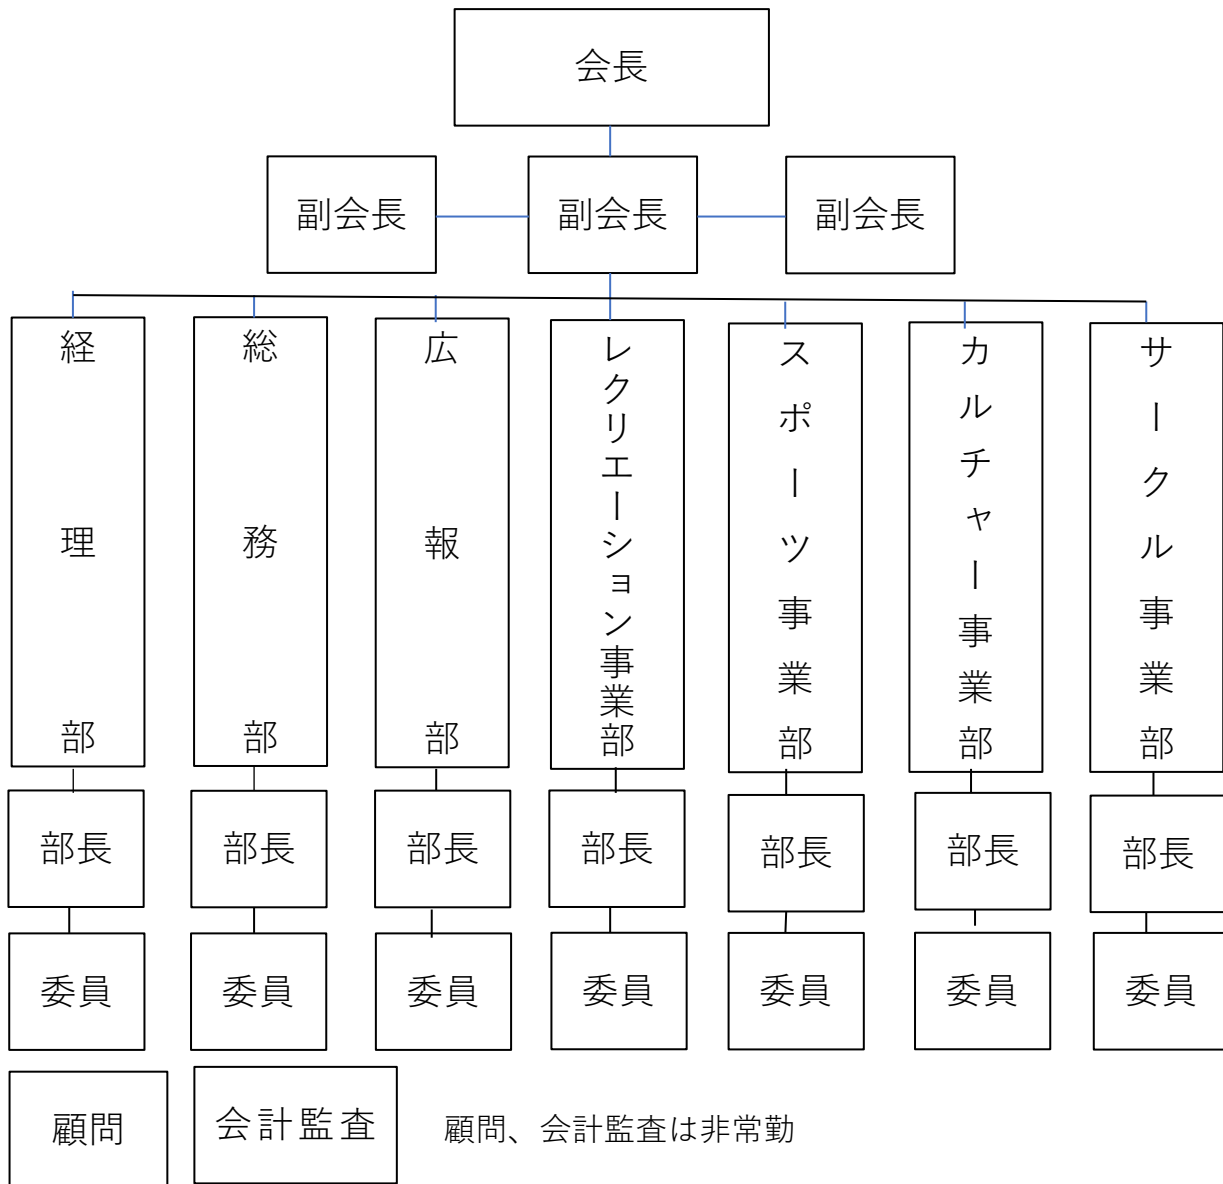 会長
副会長
副会長
副会長
経理部
総務部
広報部
レクリエーション事業部
スポーツ事業部
カルチャー事業部
サークル事業部
部長
部長
部長
部長
部長
部長
部長
委員
委員
委員
委員
委員
委員
委員
顧問
会計監査
顧問、会計監査は非常勤